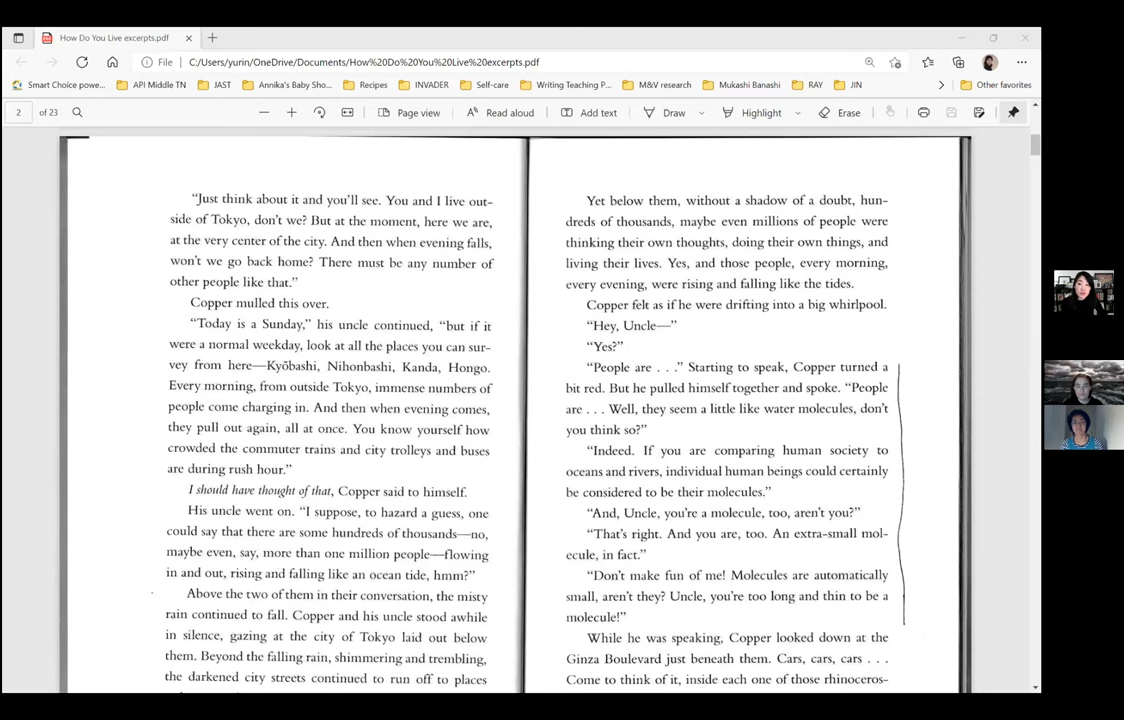 How Do You Live excerpts.pdf
File
C:/Users/yurin/OneDrive/Documents/How%20Do%20You%20Live%20excerpts.pdf
Smart Choice powe...
API Middle TN
JAST
Annika's Baby Sho...
Recipes
INVADER
Self-care
Writing Teaching P...
M&V research
Mukashi Banashi
RAY
JIN
Other favorites
2
of 23
Page view
Read aloud
Add text
Draw
Highlight
Erase
“Just think about it and you’ll see. You and I live out-
side of Tokyo, don’t we? But at the moment, here we are,
at the very center of the city. And then when evening falls,
won’t we go back home? There must be any number of
other people like that.”
Copper mulled this over.
“Today is a Sunday,” his uncle continued, “but if it
were a normal weekday, look at all the places you can sur-
vey from here—Kyōbashi, Nihonbashi, Kanda, Hongo.
Every morning, from outside Tokyo, immense numbers of
people come charging in. And then when evening comes,
they pull out again, all at once. You know yourself how
crowded the commuter trains and city trolleys and buses
are during rush hour.”
I should have thought of that, Copper said to himself.
His uncle went on. “I suppose, to hazard a guess, one
could say that there are some hundreds of thousands—no,
maybe even, say, more than one million people—flowing
in and out, rising and falling like an ocean tide, hmm?”
Above the two of them in their conversation, the misty
rain continued to fall. Copper and his uncle stood awhile
in silence, gazing at the city of Tokyo laid out below
them. Beyond the falling rain, shimmering and trembling,
the darkened city streets continued to run off to places
Yet below them, without a shadow of a doubt, hun-
dreds of thousands, maybe even millions of people were
thinking their own thoughts, doing their own things, and
living their lives. Yes, and those people, every morning,
every evening, were rising and falling like the tides.
Copper felt as if he were drifting into a big whirlpool.
“Hey, Uncle—”
“Yes?”
“People are . . .” Starting to speak, Copper turned a
bit red. But he pulled himself together and spoke. “People
are . . . Well, they seem a little like water molecules, don’t
you think so?”
“Indeed. If you are comparing human society to
oceans and rivers, individual human beings could certainly
be considered to be their molecules.”
“And, Uncle, you’re a molecule, too, aren’t you?”
“That’s right. And you are, too. An extra-small mol-
ecule, in fact.”
“Don’t make fun of me! Molecules are automatically
small, aren’t they? Uncle, you’re too long and thin to be a
molecule!”
While he was speaking, Copper looked down at the
Ginza Boulevard just beneath them. Cars, cars, cars . . .
Come to think of it, inside each one of those rhinoceros-